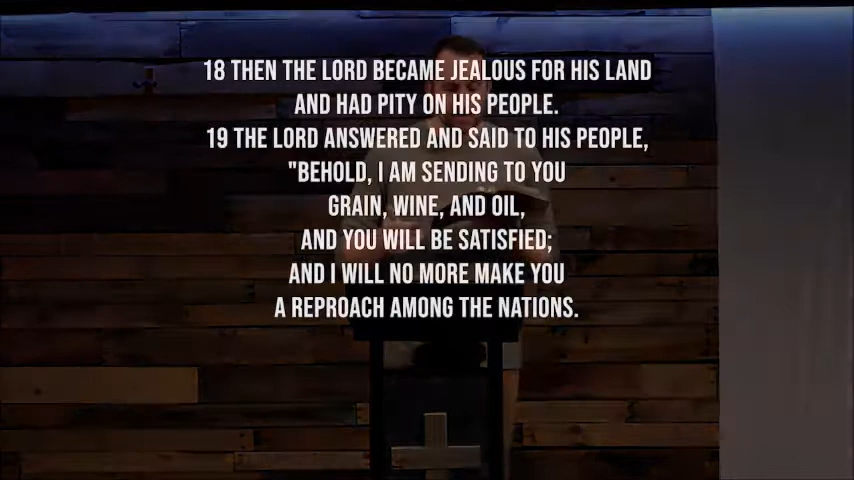 18 THEN THE LORD BECAME JEALOUS FOR HIS LAND
AND HAD PITY ON HIS PEOPLE.
19 THE LORD ANSWERED AND SAID TO HIS PEOPLE,
"BEHOLD, I AM SENDING TO YOU
GRAIN, WINE, AND OIL,
AND YOU WILL BE SATISFIED;
AND I WILL NO MORE MAKE YOU
A REPROACH AMONG THE NATIONS.